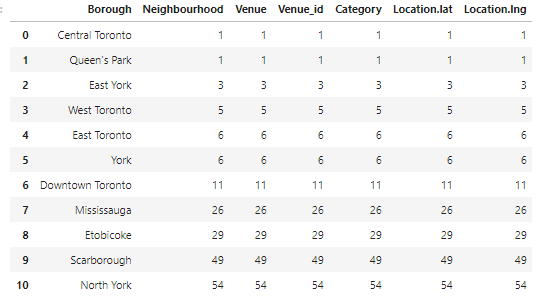 Borough Neighbourhood Venue Venue_id Category Location.lat Location.lng
0 Central Toronto 1 1 1 1 1 1
1 Queen's Park 1 1 1 1 1 1
2 East York 3 3 3 3 3 3
3 West Toronto 5 5 5 5 5 5
4 East Toronto 6 6 6 6 6 6
5 York 6 6 6 6 6 6
6 Downtown Toronto 11 11 11 11 11 11
7 Mississauga 26 26 26 26 26 26
8 Etobicoke 29 29 29 29 29 29
9 Scarborough 49 49 49 49 49 49
10 North York 54 54 54 54 54 54